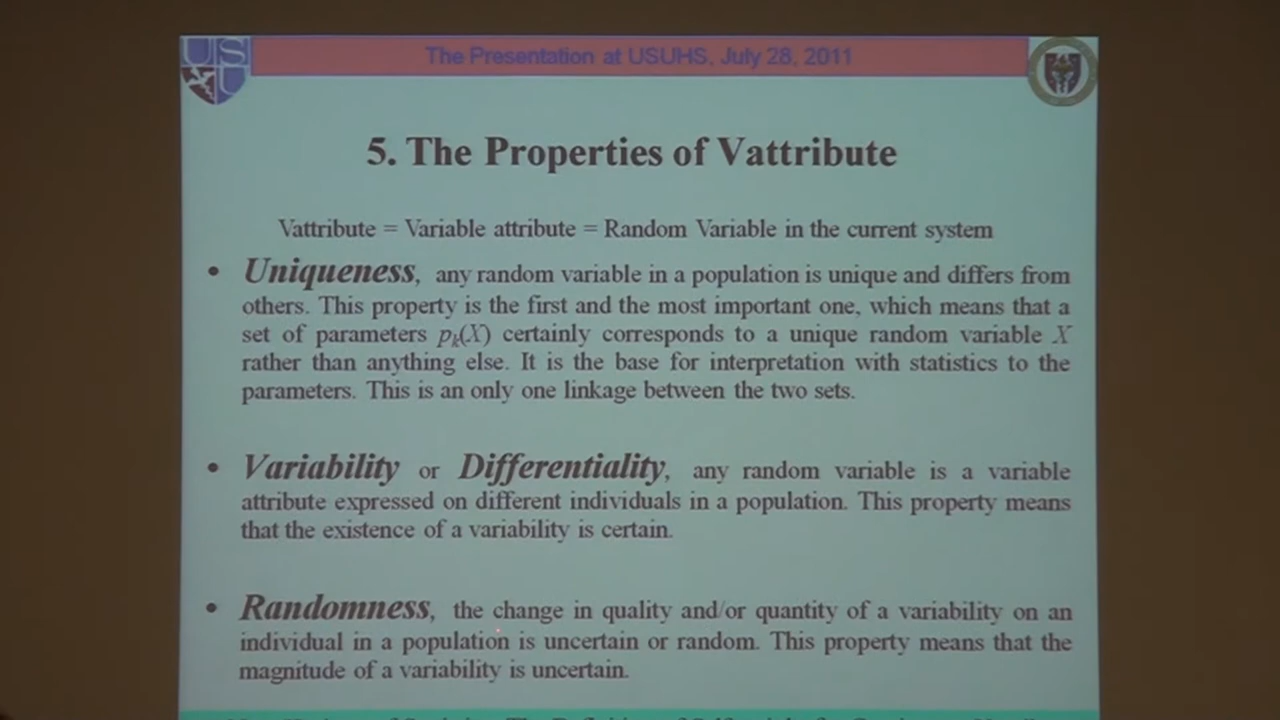 The Presentation at USUHS, July 28, 2011
5. The Properties of Vattribute
Vattribute = Variable attribute = Random Variable in the current system
• Uniqueness, any random variable in a population is unique and differs from
others. This property is the first and the most important one, which means that a
set of parameters pk(X) certainly corresponds to a unique random variable X
rather than anything else. It is the base for interpretation with statistics to the
parameters. This is an only one linkage between the two sets.
• Variability or Differentiality, any random variable is a variable
attribute expressed on different individuals in a population. This property means
that the existence of a variability is certain.
• Randomness, the change in quality and/or quantity of a variability on an
individual in a population is uncertain or random. This property means that the
magnitude of a variability is uncertain.